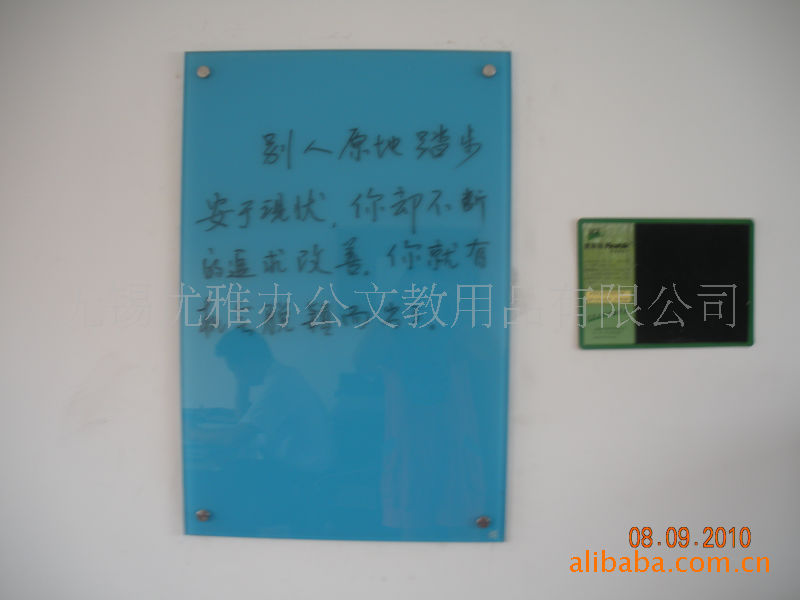 别人原地踏步
安于现状，你却不断
的追求改善，你就有
无锡尤雅办公文教用品有限公司
08.09.2010
alibaba.com.cn